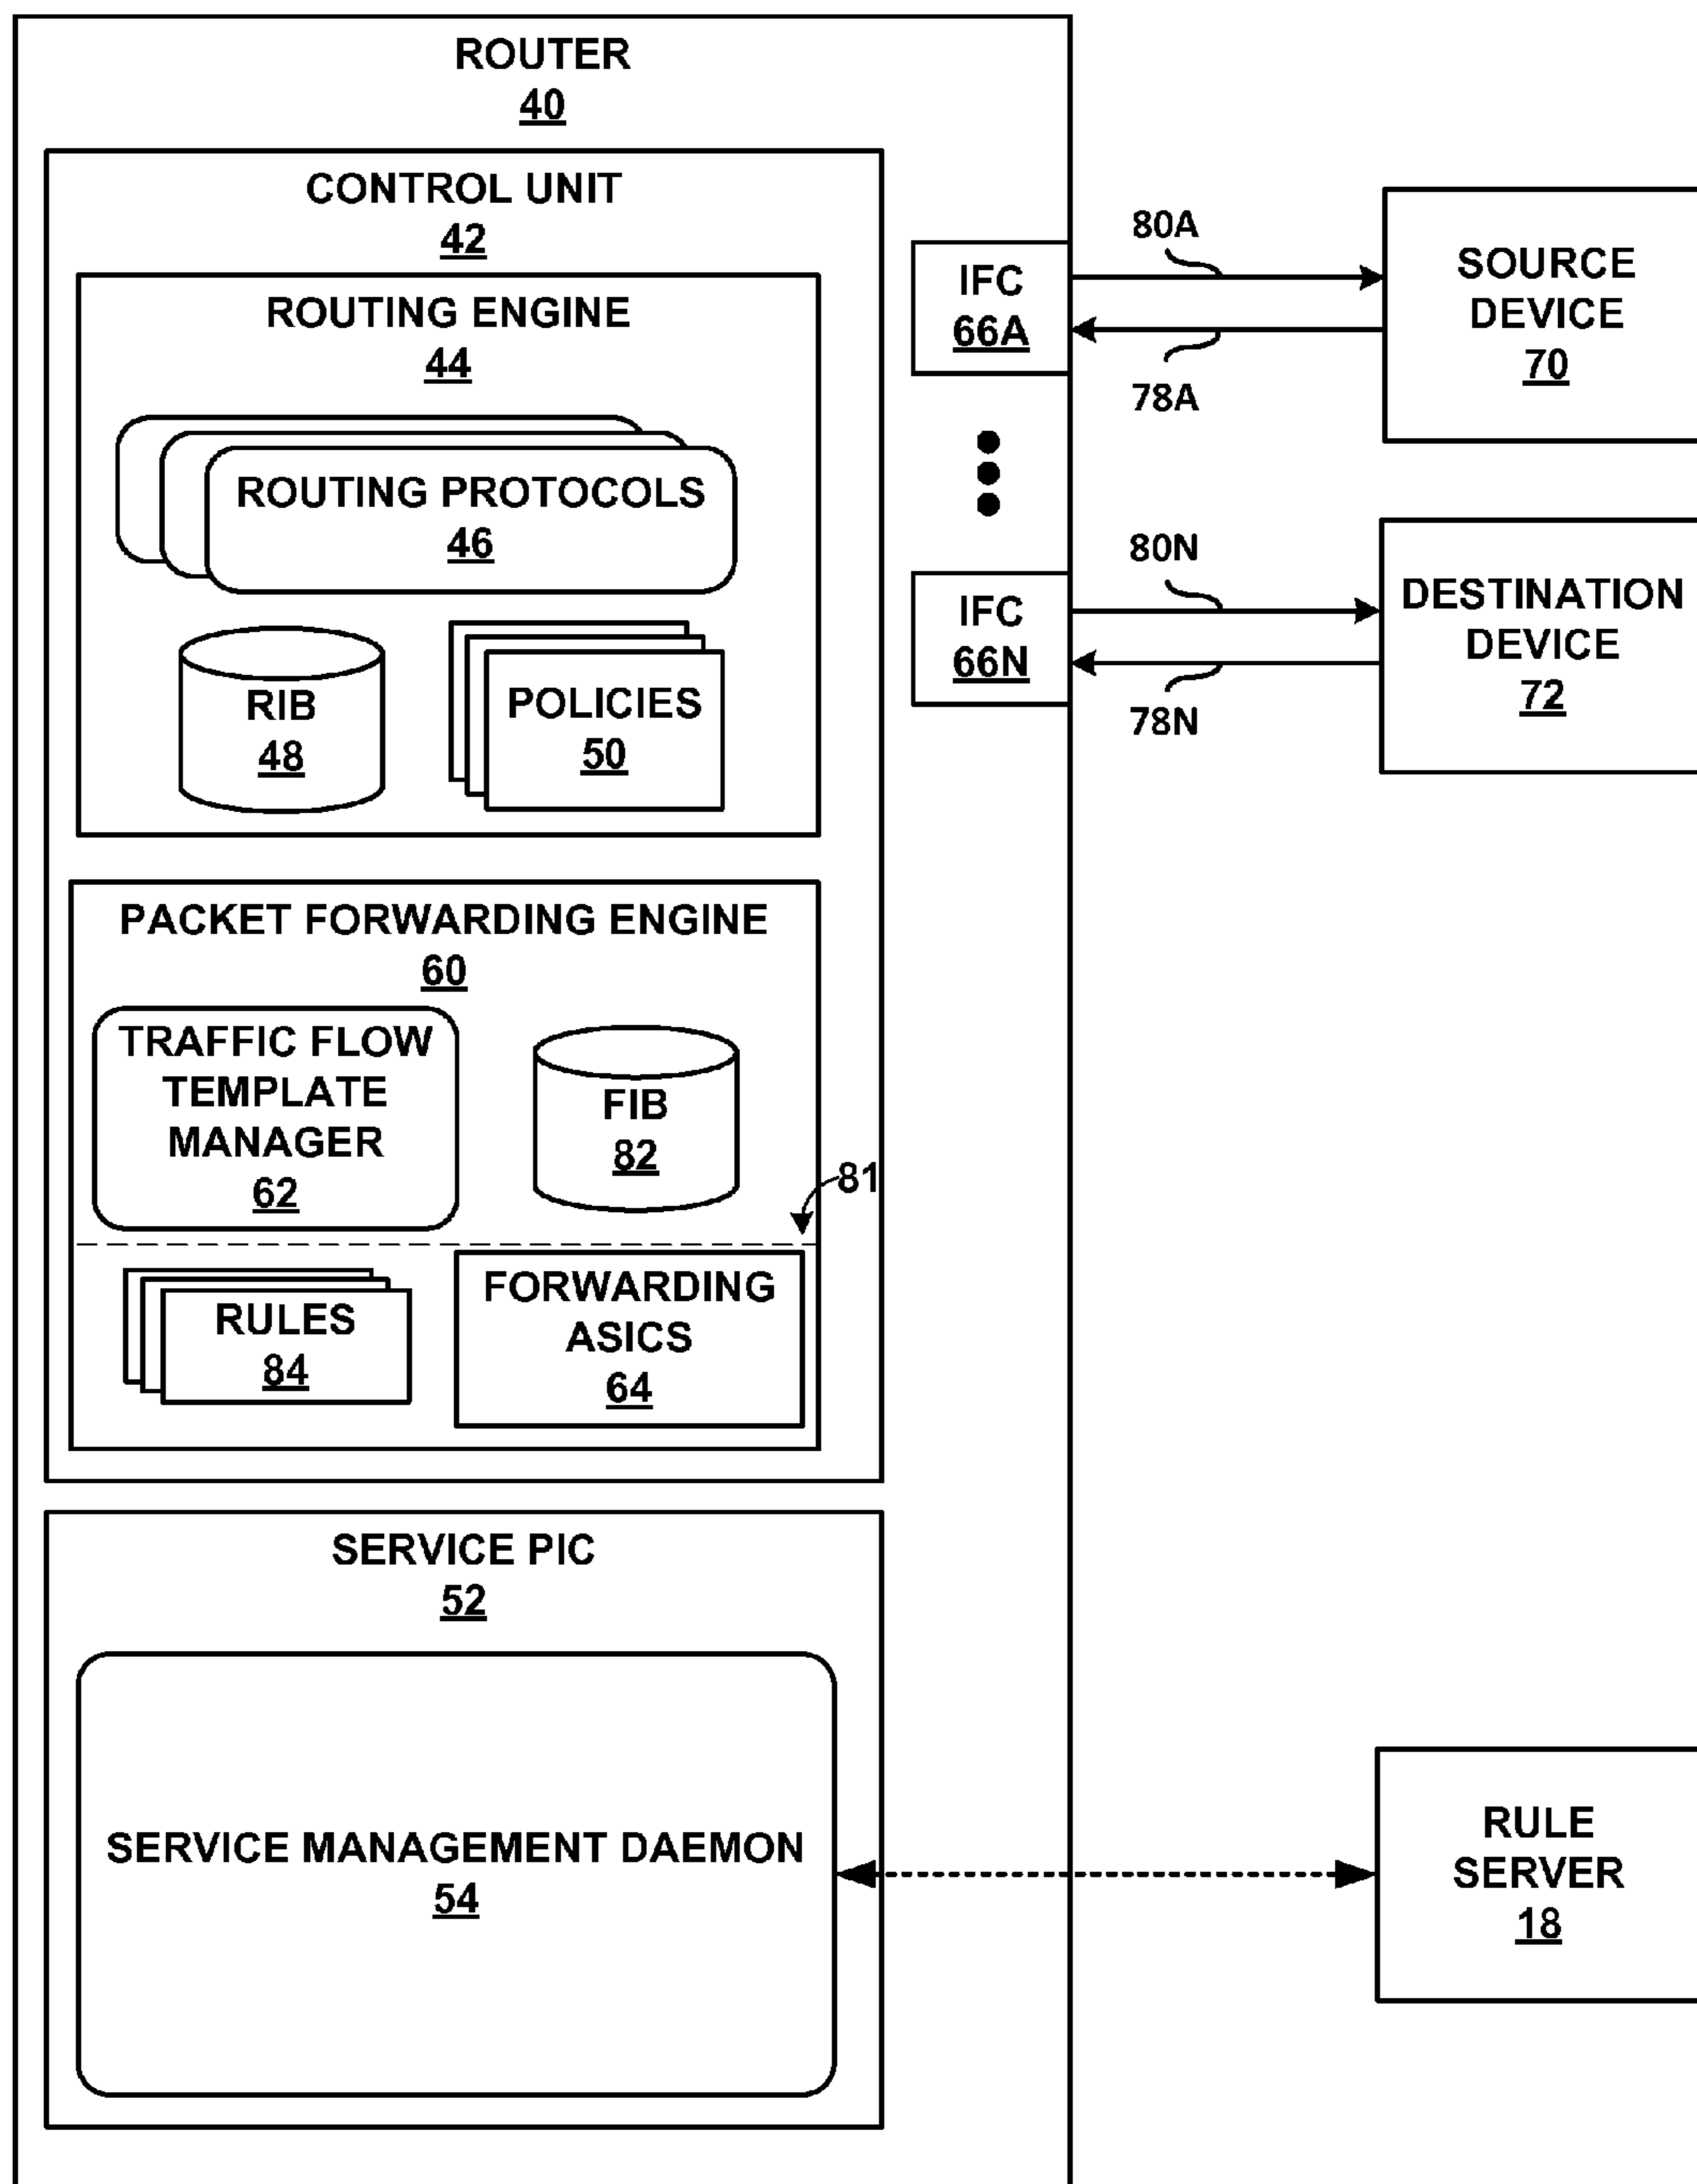 ROUTER
40
CONTROL UNIT
42
ROUTING ENGINE
44
ROUTING PROTOCOLS
46
RIB
48
POLICIES
50
PACKET FORWARDING ENGINE
60
TRAFFIC FLOW
TEMPLATE
MANAGER
62
FIB
82
81
RULES
84
FORWARDING
ASICS
64
SERVICE PIC
52
SERVICE MANAGEMENT DAEMON
54
IFC
66A
80A
78A
SOURCE
DEVICE
70
IFC
66N
80N
78N
DESTINATION
DEVICE
72
RULE
SERVER
18